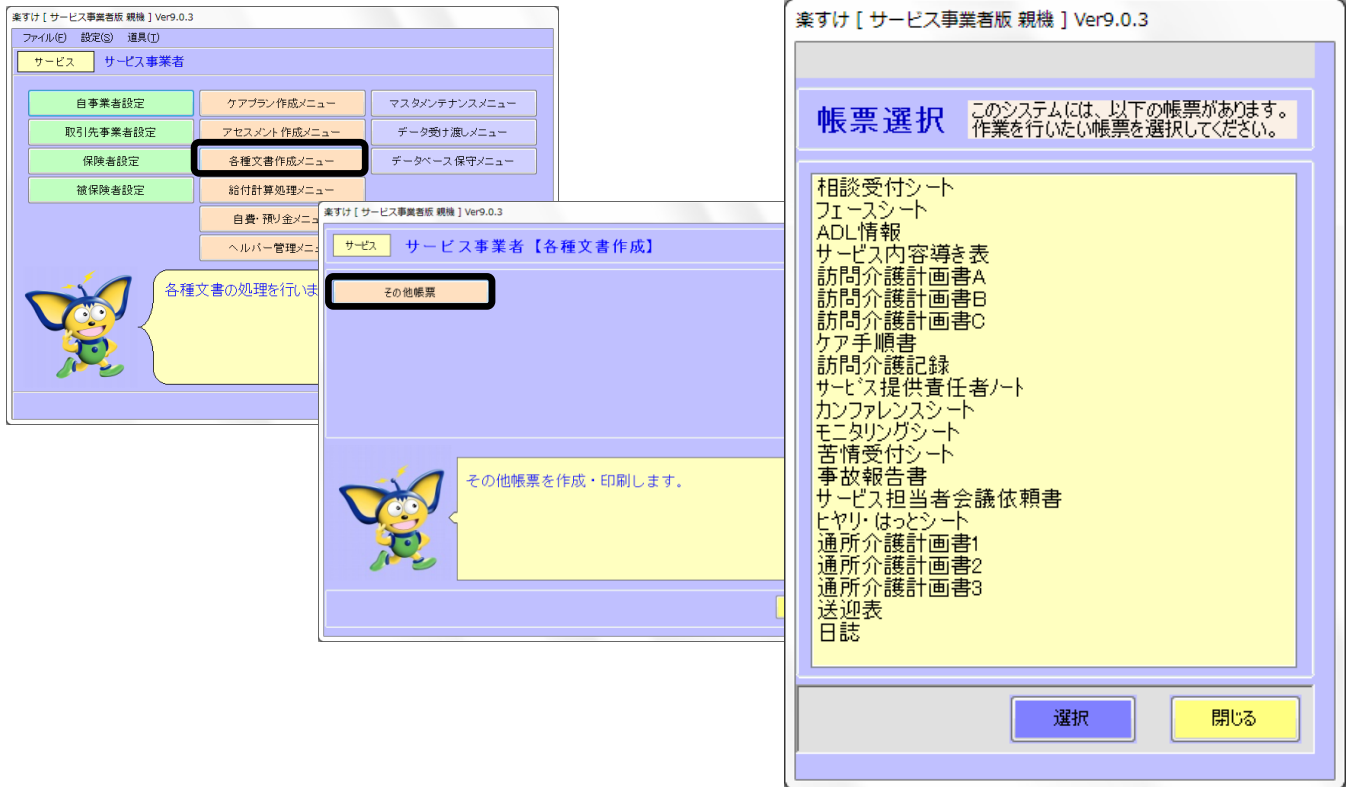 楽すけ [ サービス事業者版 親機 ] Ver9.0.3
ファイル(F) 設定(S) 道具(T)
サービス サービス事業者
自事業者設定 ケアプラン作成メニュー マスタメンテナンスメニュー
取引先事業者設定 アセスメント作成メニュー データ受け渡しメニュー
保険者設定 各種文書作成メニュー データベース保守メニュー
被保険者設定 給付計算処理メニュー
自費・預り金メニュ
ヘルパー管理メニ
各種文書の処理を行いま
楽すけ [ サービス事業者版 親機 ] Ver9.0.3
サービス サービス事業者【各種文書作成】
その他帳票
その他帳票を作成・印刷します。
楽すけ [ サービス事業者版 親機 ] Ver9.0.3
帳票選択
このシステムには、以下の帳票があります。
作業を行いたい帳票を選択してください。
相談受付シート
フェースシート
ADL情報
サービス内容導き表
訪問介護計画書A
訪問介護計画書B
訪問介護計画書C
ケア手順書
訪問介護記録
サービス提供責任者ノート
カンファレンスシート
モニタリングシート
苦情受付シート
事故報告書
サービス担当者会議依頼書
ヒヤリ・はっとシート
通所介護計画書1
通所介護計画書2
通所介護計画書3
送迎表
日誌
選択 閉じる